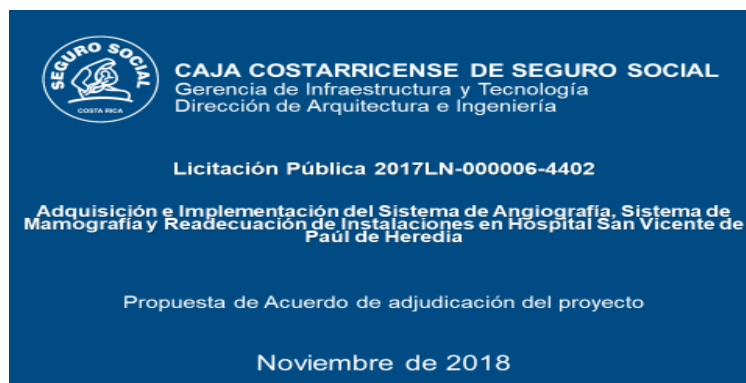 SEGURO SOCIAL
COSTA RICA
CAJA COSTARRICENSE DE SEGURO SOCIAL
Gerencia de Infraestructura y Tecnología
Dirección de Arquitectura e Ingeniería
Licitación Pública 2017LN-000006-4402
Adquisición e Implementación del Sistema de Angiografía, Sistema de
Mamografía y Readecuación de Instalaciones en Hospital San Vicente de
Paúl de Heredia
Propuesta de Acuerdo de adjudicación del proyecto
Noviembre de 2018